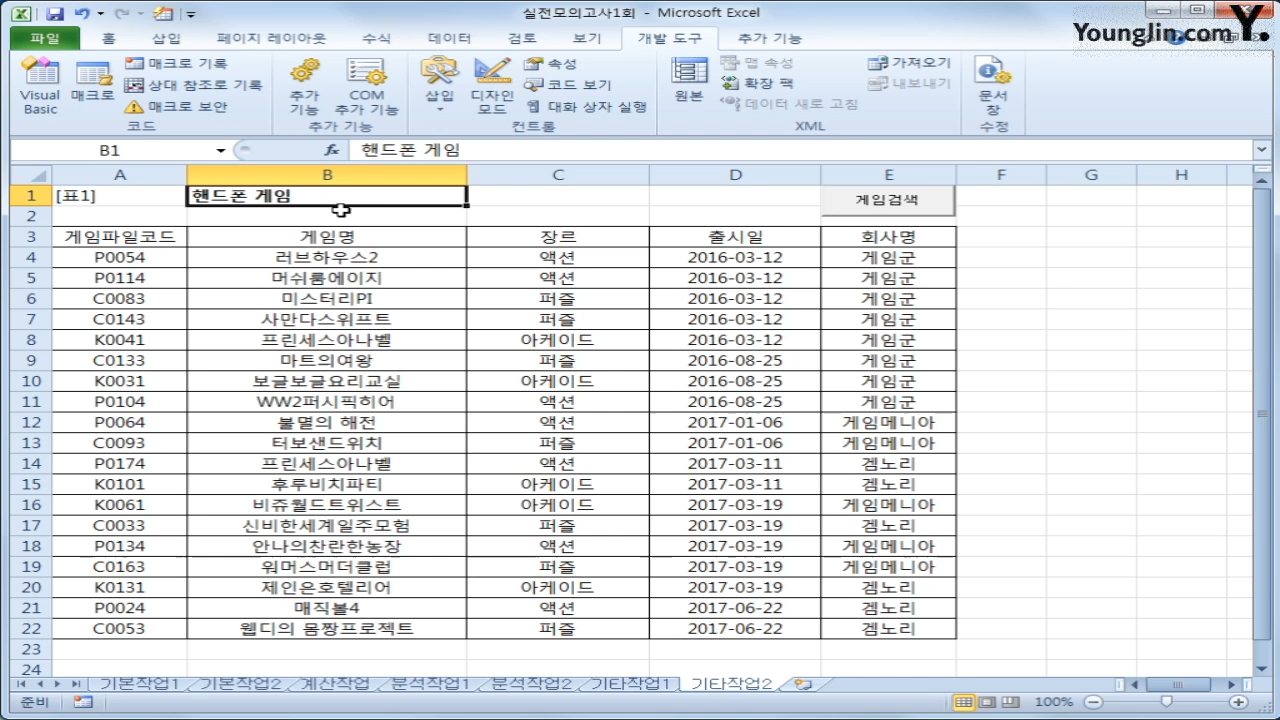 실전모의고사1회 - Microsoft Excel
YoungJin.com Y.
파일 홈 삽입 페이지 레이아웃 수식 데이터 검토 보기 개발 도구 추가 기능
Visual Basic
매크로
매크로 기록
상대 참조로 기록
매크로 보안
코드
추가 기능
COM 추가 기능
추가 기능
삽입
디자인 모드
속성
코드 보기
대화 상자 실행
컨트롤
원본
맵 속성
확장 팩
데이터 새로 고침
가져오기
내보내기
XML
문서 창
수정
B1 fx 핸드폰 게임
A B C D E F G H
1 [표1] 핸드폰 게임 게임검색
2
3 게임파일코드 게임명 장르 출시일 회사명
4 P0054 러브하우스2 액션 2016-03-12 게임군
5 P0114 머쉬룸에이지 액션 2016-03-12 게임군
6 C0083 미스터리PI 퍼즐 2016-03-12 게임군
7 C0143 사만다스위프트 퍼즐 2016-03-12 게임군
8 K0041 프린세스아나벨 아케이드 2016-03-12 게임군
9 C0133 마트의여왕 퍼즐 2016-08-25 게임군
10 K0031 보글보글요리교실 아케이드 2016-08-25 게임군
11 P0104 WW2퍼시픽히어 액션 2016-08-25 게임군
12 P0064 불멸의 해전 액션 2017-01-06 게임메니아
13 C0093 터보샌드위치 퍼즐 2017-01-06 게임메니아
14 P0174 프린세스아나벨 액션 2017-03-11 겜노리
15 K0101 후루비치파티 아케이드 2017-03-11 겜노리
16 K0061 비쥬월드트위스트 아케이드 2017-03-19 게임메니아
17 C0033 신비한세계일주모험 퍼즐 2017-03-19 겜노리
18 P0134 안나의찬란한농장 액션 2017-03-19 게임메니아
19 C0163 워머스머더클럽 퍼즐 2017-03-19 게임메니아
20 K0131 제인은호텔리어 아케이드 2017-03-19 겜노리
21 P0024 매직볼4 액션 2017-06-22 겜노리
22 C0053 웹디의 몸짱프로젝트 퍼즐 2017-06-22 겜노리
23
24
기본작업1 기본작업2 계산작업 분석작업1 분석작업2 기타작업1 기타작업2
준비 100%